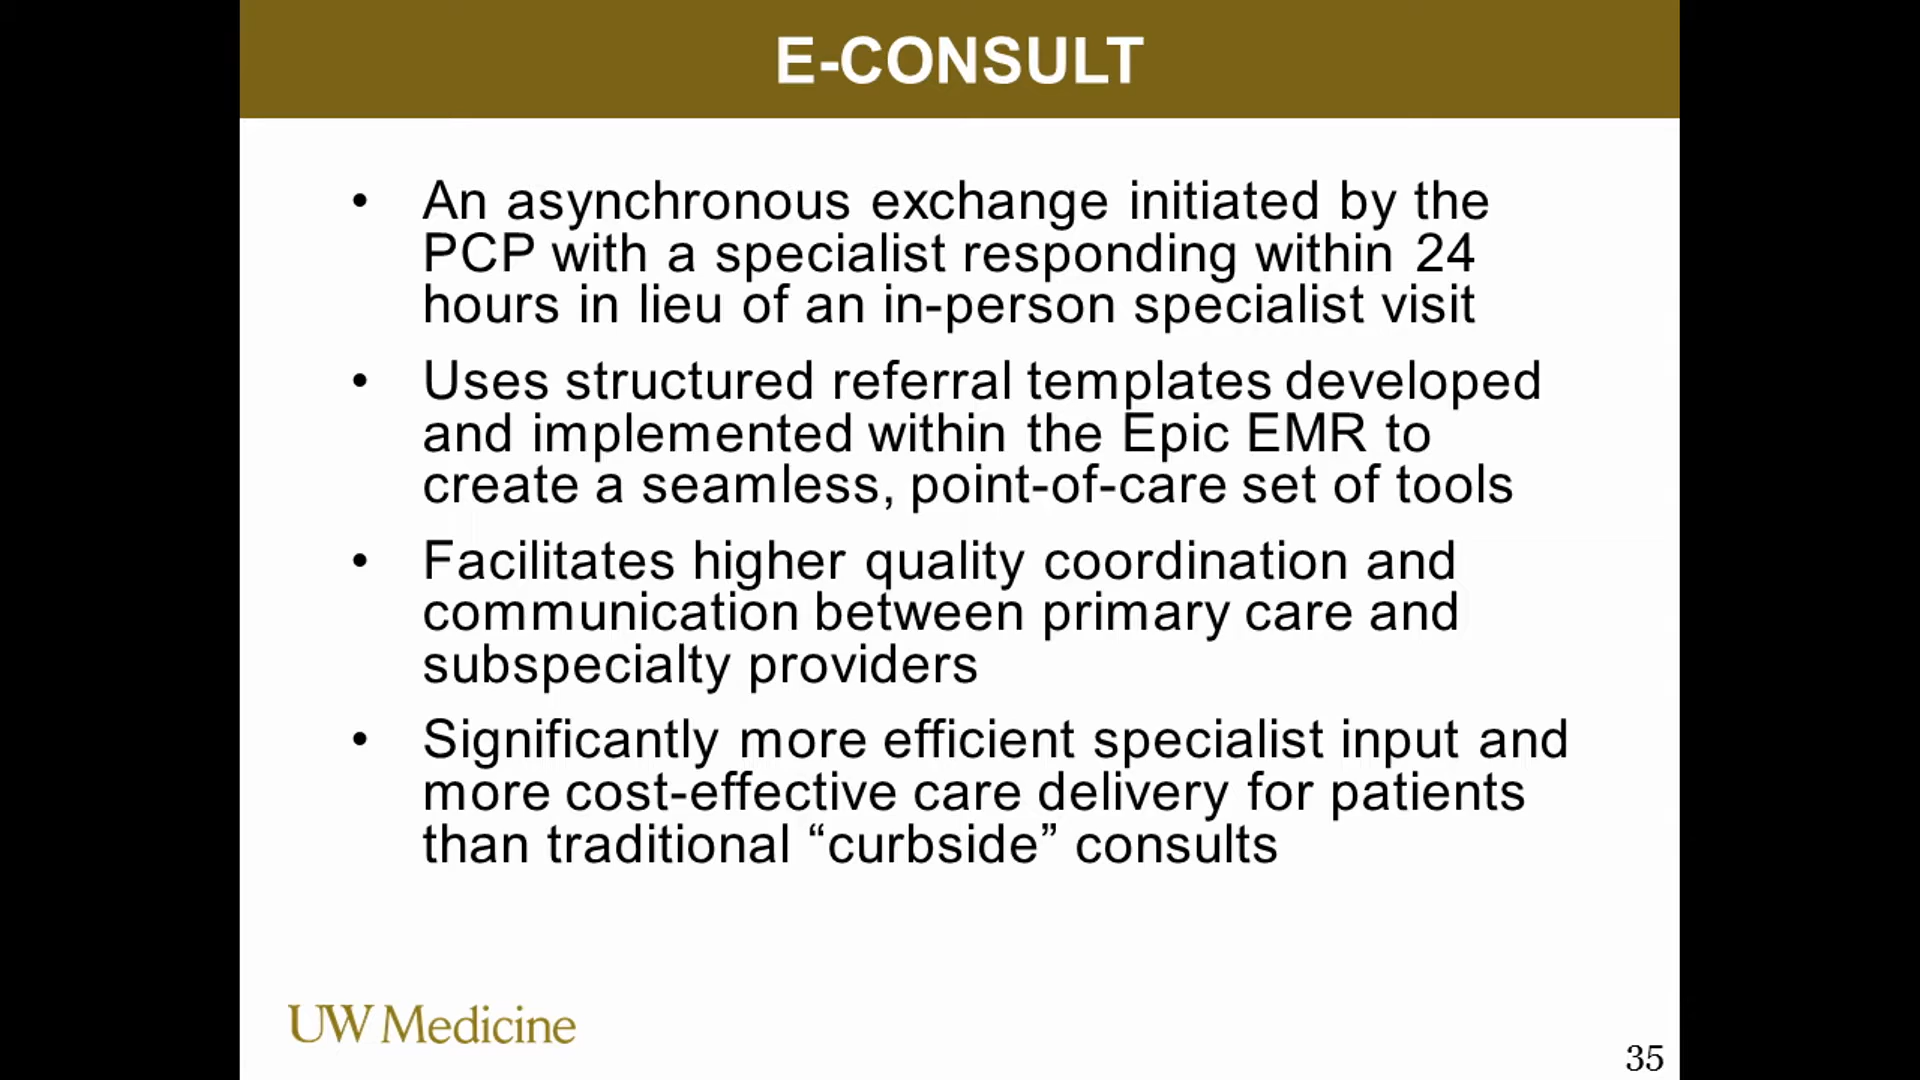 E-CONSULT
• An asynchronous exchange initiated by the
PCP with a specialist responding within 24
hours in lieu of an in-person specialist visit
• Uses structured referral templates developed
and implemented within the Epic EMR to
create a seamless, point-of-care set of tools
• Facilitates higher quality coordination and
communication between primary care and
subspecialty providers
• Significantly more efficient specialist input and
more cost-effective care delivery for patients
than traditional “curbside” consults
UW Medicine
35